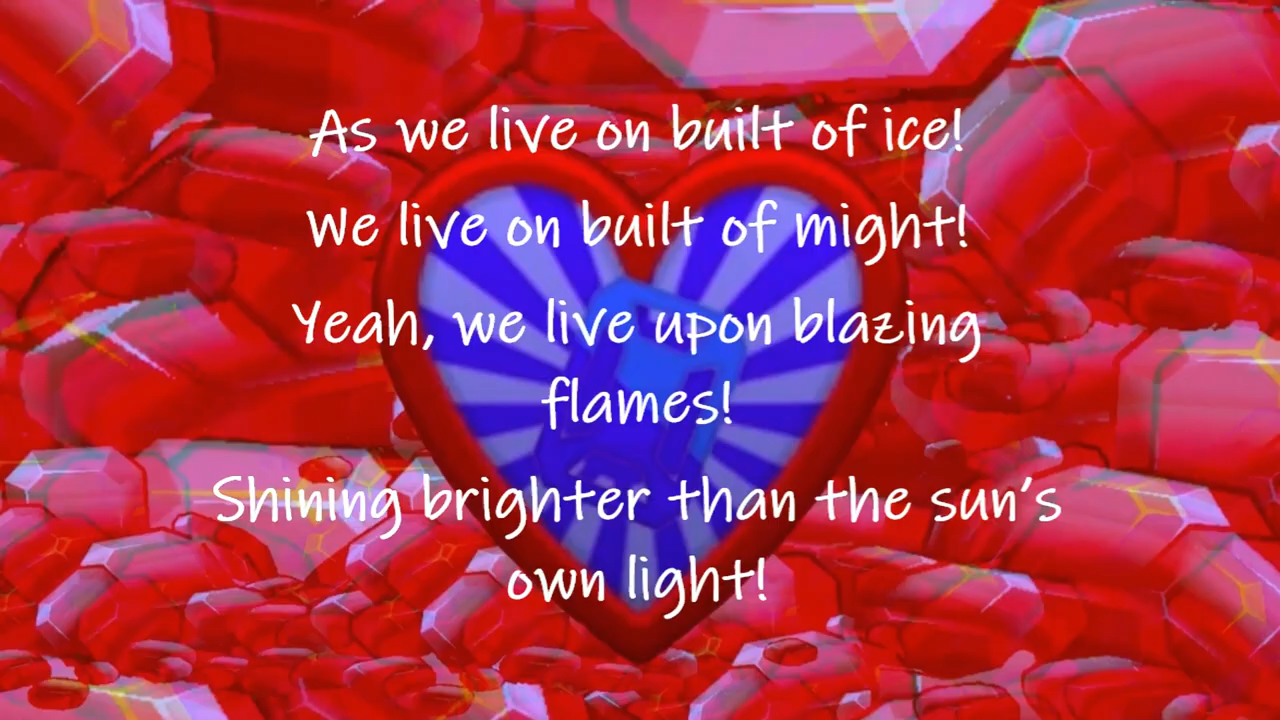 As we live on built of ice!
We live on built of might!
Yeah, we live upon blazing
flames!
Shining brighter than the sun's
own light!